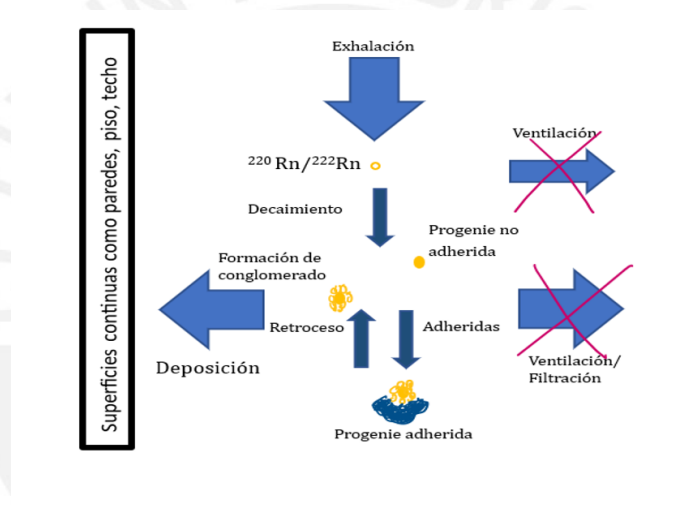 Superficies continuas como paredes, piso, techo
Exhalación
Ventilación
²²⁰ Rn/²²²Rn
Decaimiento
Progenie no
adherida
Formación de
conglomerado
Retroceso
Adheridas
Deposición
Ventilación/
Filtración
Progenie adherida